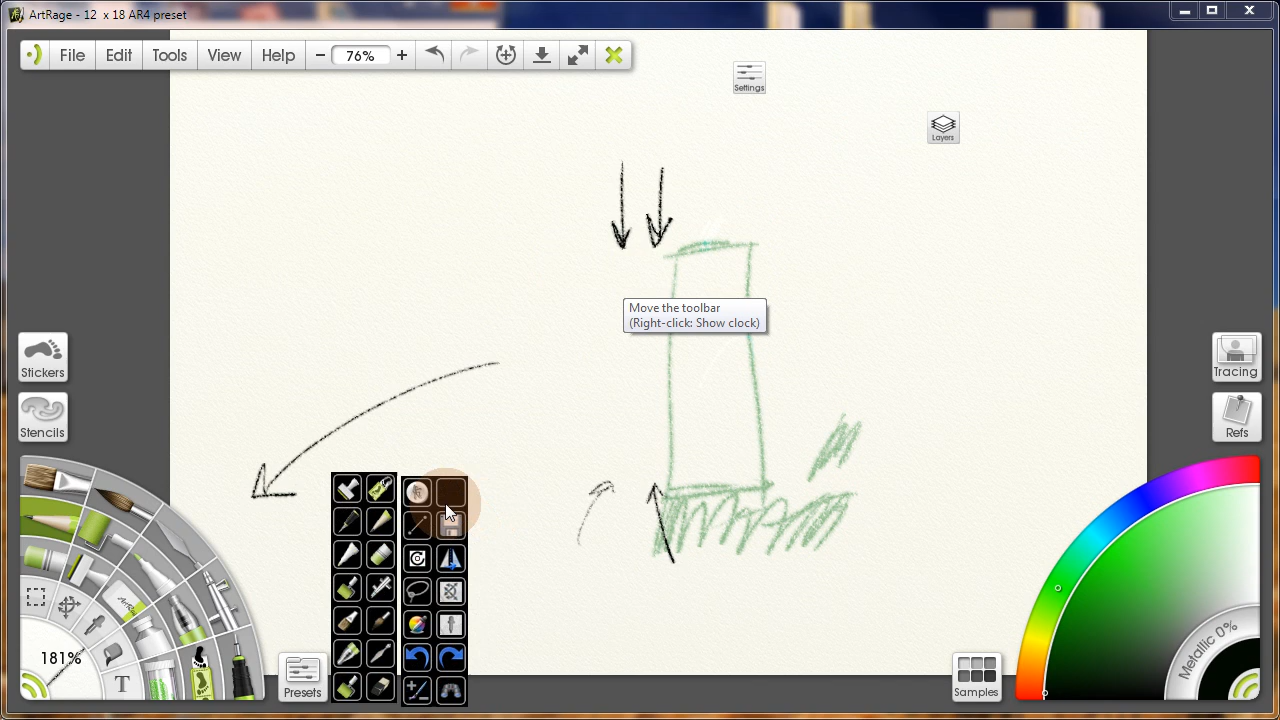 ArtRage - 12 x 18 AR4 preset
File Edit Tools View Help 76%
Settings
Layers
Move the toolbar
(Right-click: Show clock)
Stickers
Tracing
Stencils
Refs
181%
T
Presets
Samples
Metallic 0%